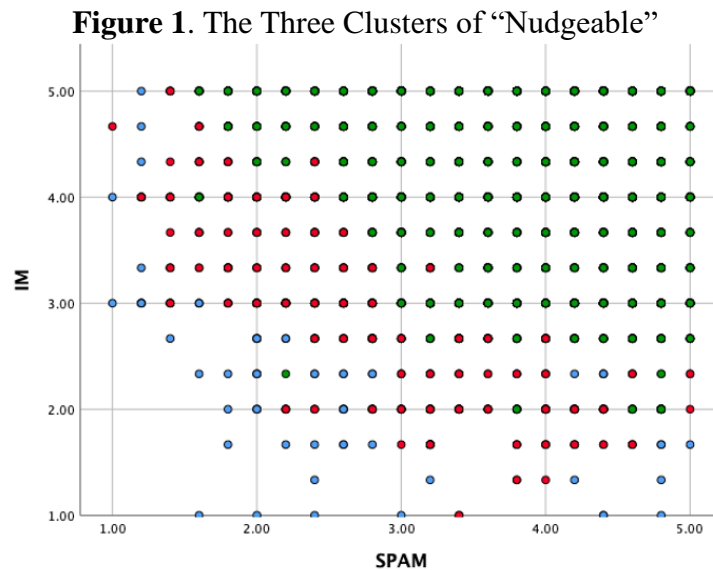 Figure 1. The Three Clusters of “Nudgeable”
5.00
4.00
3.00
2.00
1.00
IM
1.00 2.00 3.00 4.00 5.00
SPAM